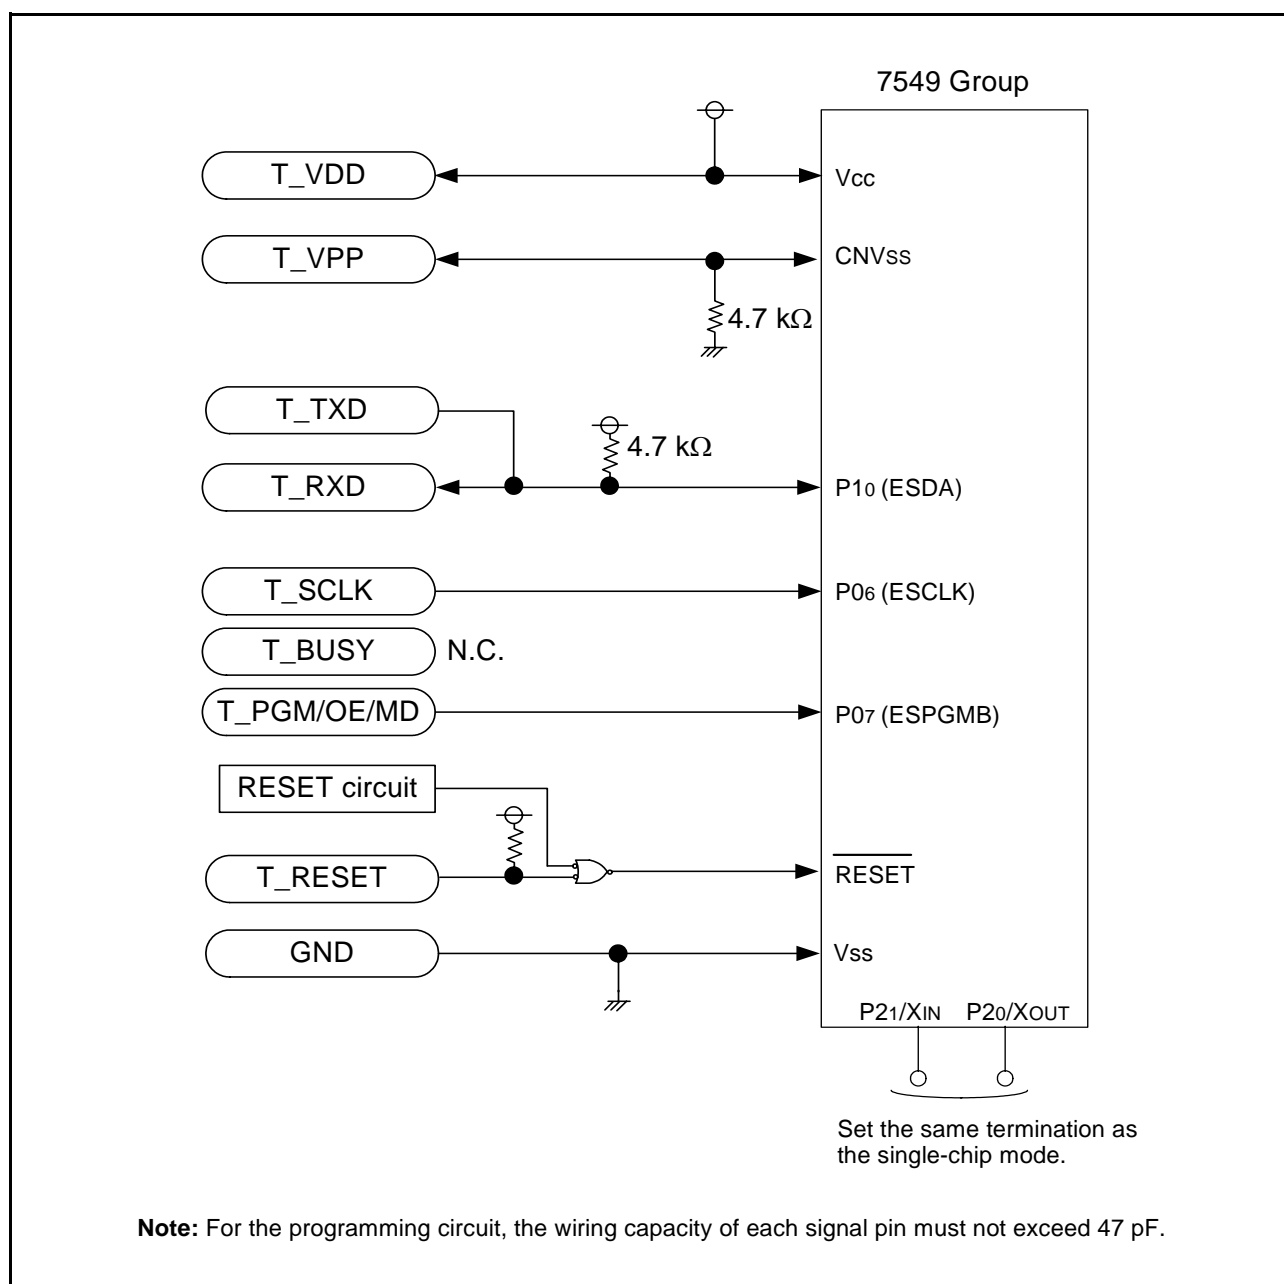 7549 Group
T_VDD
Vcc
T_VPP
CNVss
4.7 kΩ
T_TXD
4.7 kΩ
T_RXD
P10 (ESDA)
T_SCLK
P06 (ESCLK)
T_BUSY N.C.
T_PGM/OE/MD
P07 (ESPGMB)
RESET circuit
T_RESET
RESET
GND
Vss
P21/XIN P20/XOUT
Set the same termination as
the single-chip mode.
Note: For the programming circuit, the wiring capacity of each signal pin must not exceed 47 pF.